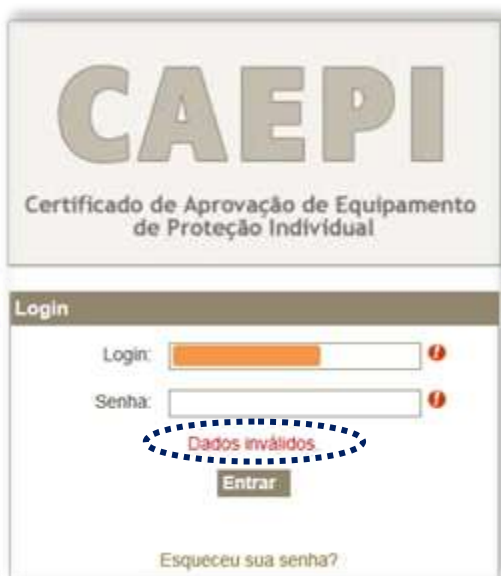 CAEPI
Certificado de Aprovação de Equipamento
de Proteção Individual
Login
Login:
Senha:
Dados inválidos
Entrar
Esqueceu sua senha?